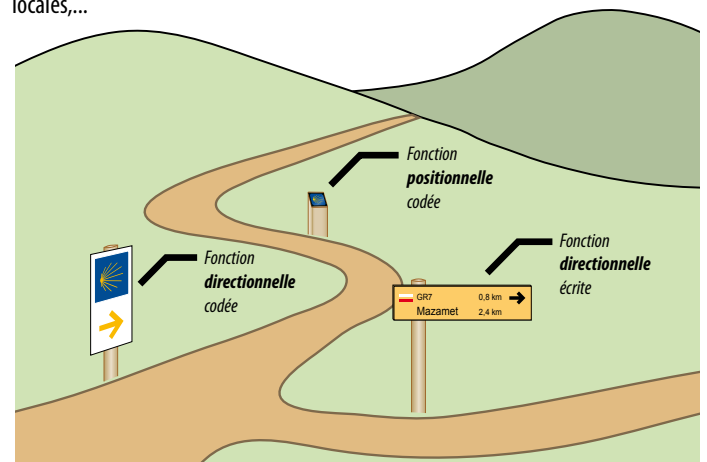 locales,...
Fonction
positionnelle
codée
Fonction
directionnelle
codée
Fonction
directionnelle
écrite
GR7 0,8 km
Mazamet 2,4 km